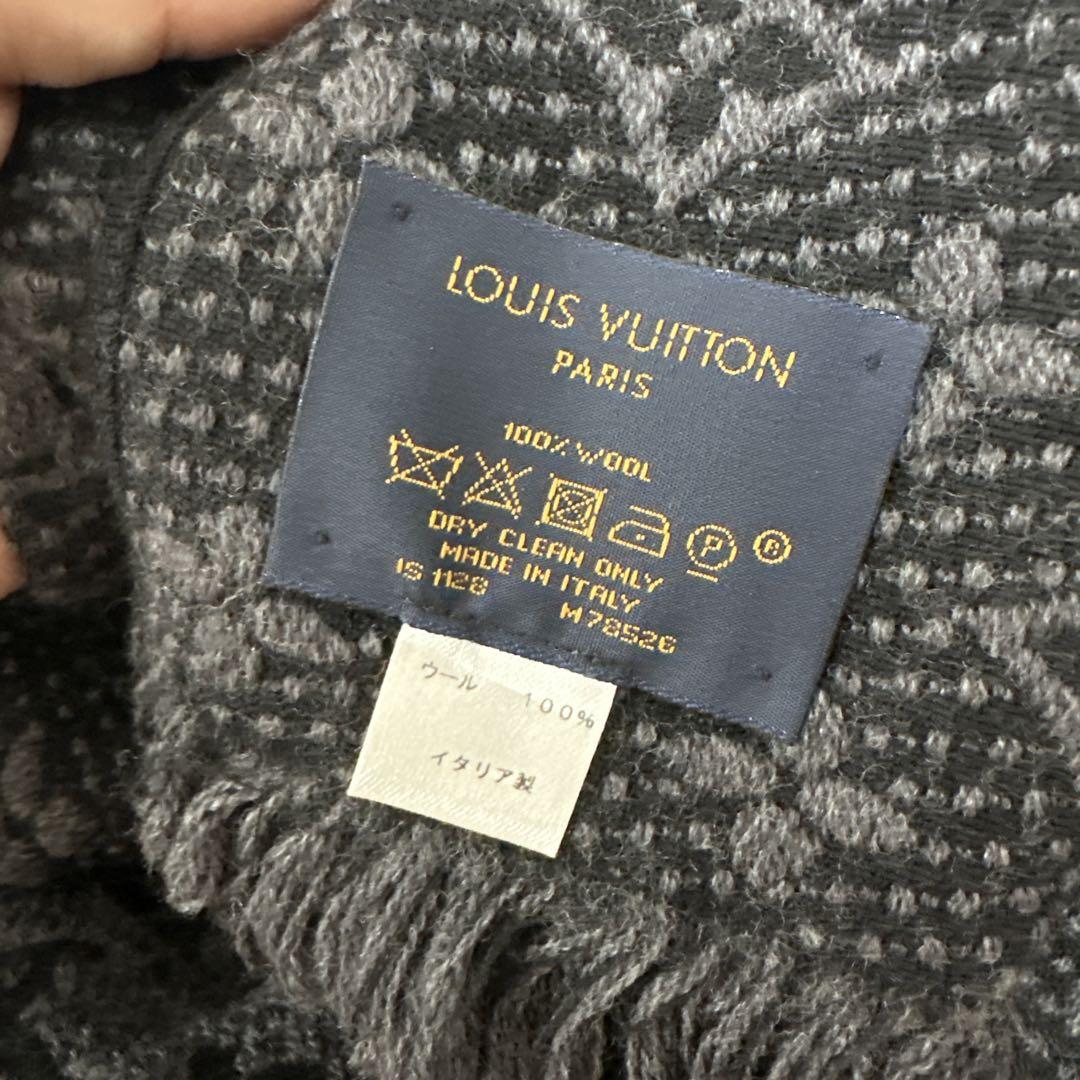 LOUIS VUITTON
PARIS
100% WOOL
P ®
DRY CLEAN ONLY
MADE IN ITALY
IS 1128 M78526
ウール 100%
イタリア製